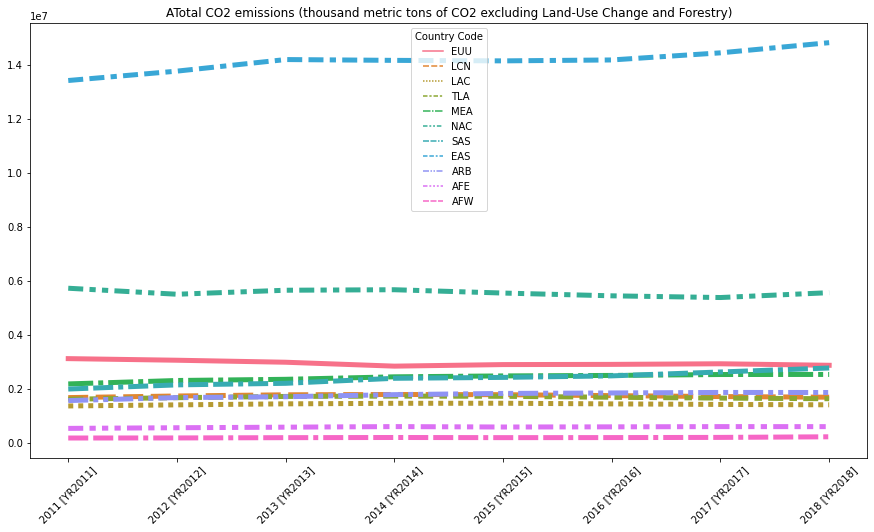 ATotal CO2 emissions (thousand metric tons of CO2 excluding Land-Use Change and Forestry)
1e7
Country Code
EUU
LCN
LAC
TLA
MEA
NAC
SAS
EAS
ARB
AFE
AFW
1.4
1.2
1.0
0.8
0.6
0.4
0.2
0.0
2011 [YR2011]
2012 [YR2012]
2013 [YR2013]
2014 [YR2014]
2015 [YR2015]
2016 [YR2016]
2017 [YR2017]
2018 [YR2018]